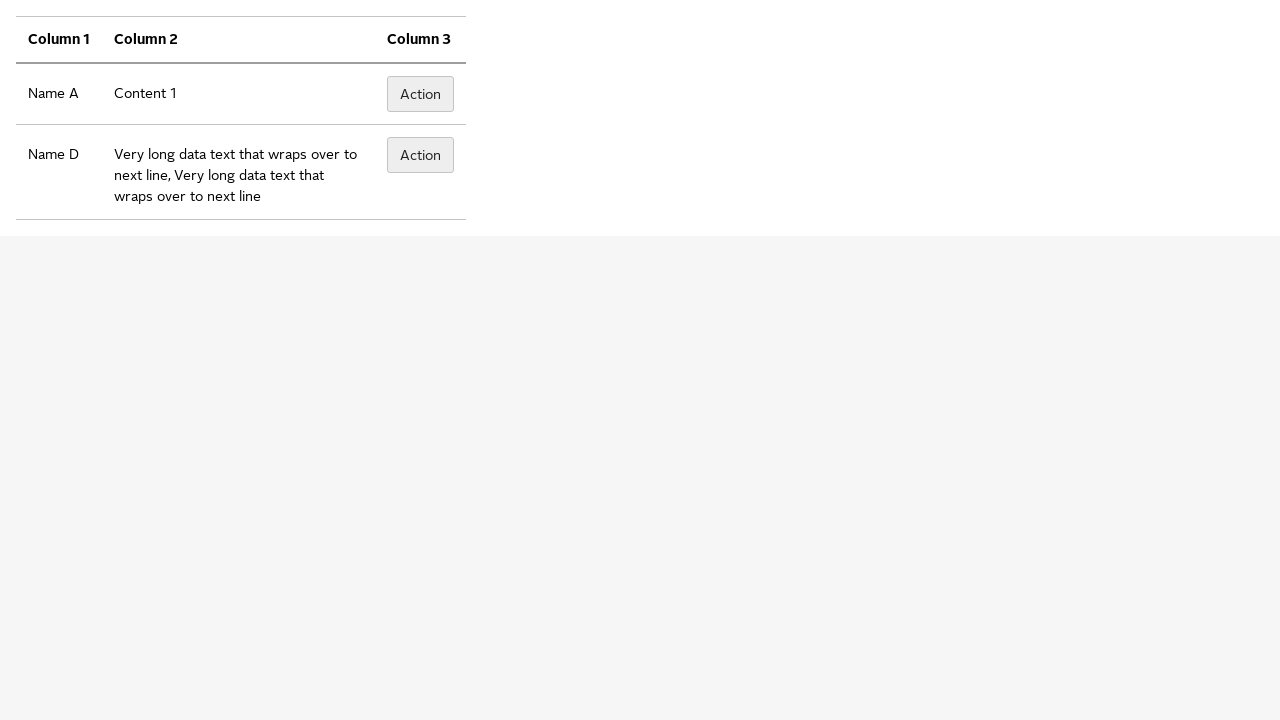 Column 1 Column 2 Column 3
Name A Content 1 Action
Name D Very long data text that wraps over to Action
next line, Very long data text that
wraps over to next line